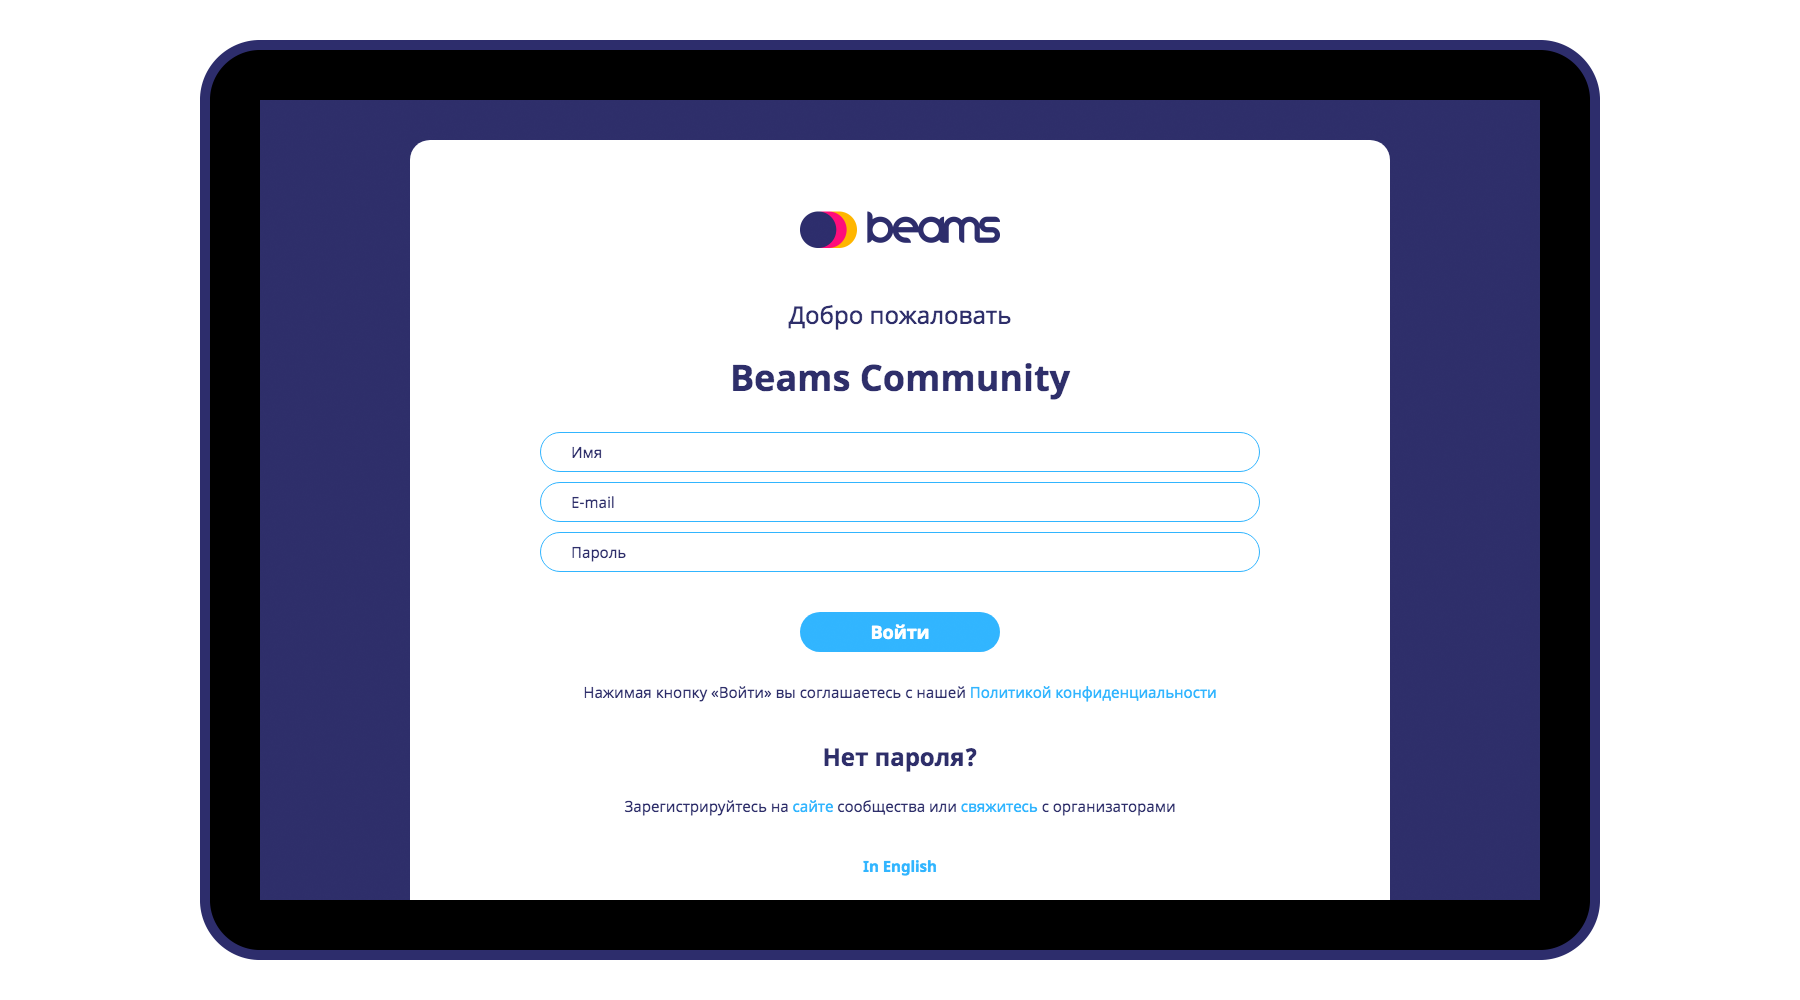 beams
Добро пожаловать
Beams Community
Имя
E-mail
Пароль
Войти
Нажимая кнопку «Войти» вы соглашаетесь с нашей Политикой конфиденциальности
Нет пароля?
Зарегистрируйтесь на сайте сообщества или свяжитесь с организаторами
In English